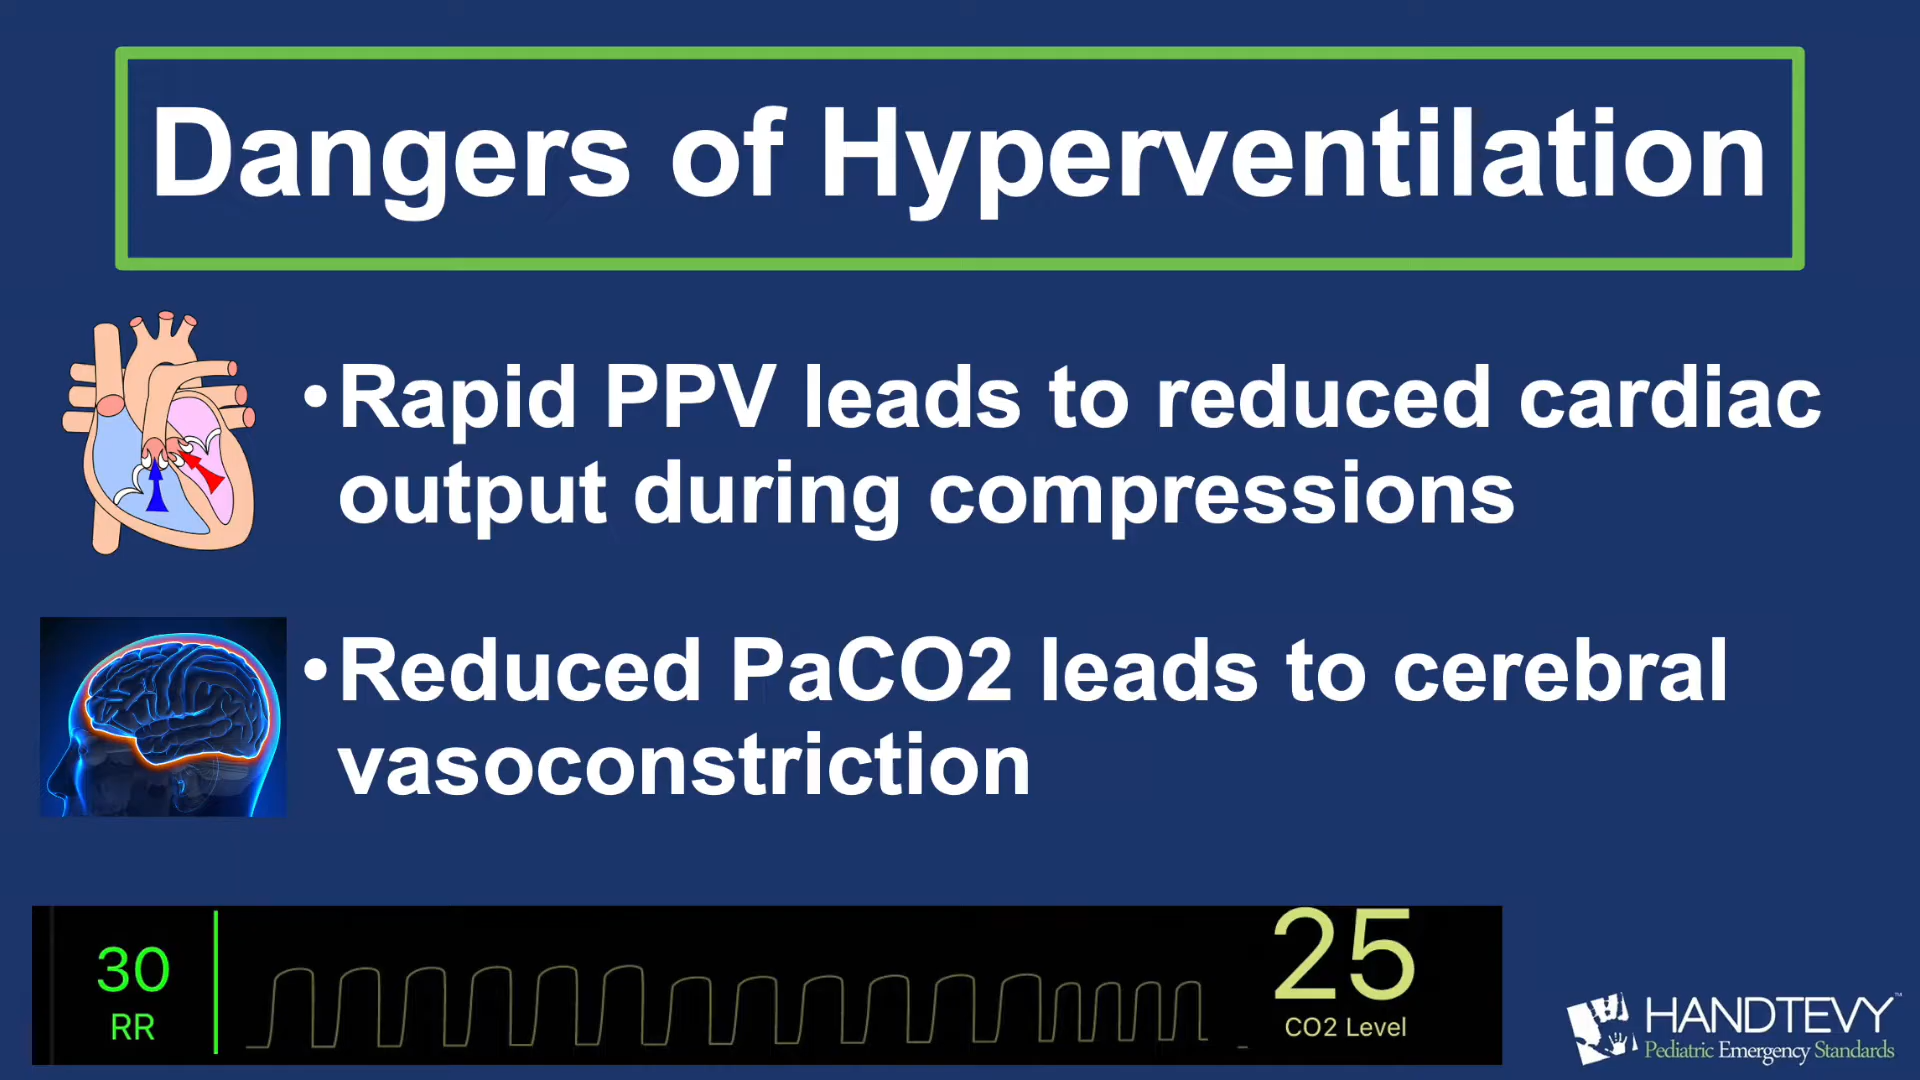 Dangers of Hyperventilation
•Rapid PPV leads to reduced cardiac
output during compressions
•Reduced PaCO2 leads to cerebral
vasoconstriction
30
RR
25
CO2 Level
HANDTEVY™
Pediatric Emergency Standards